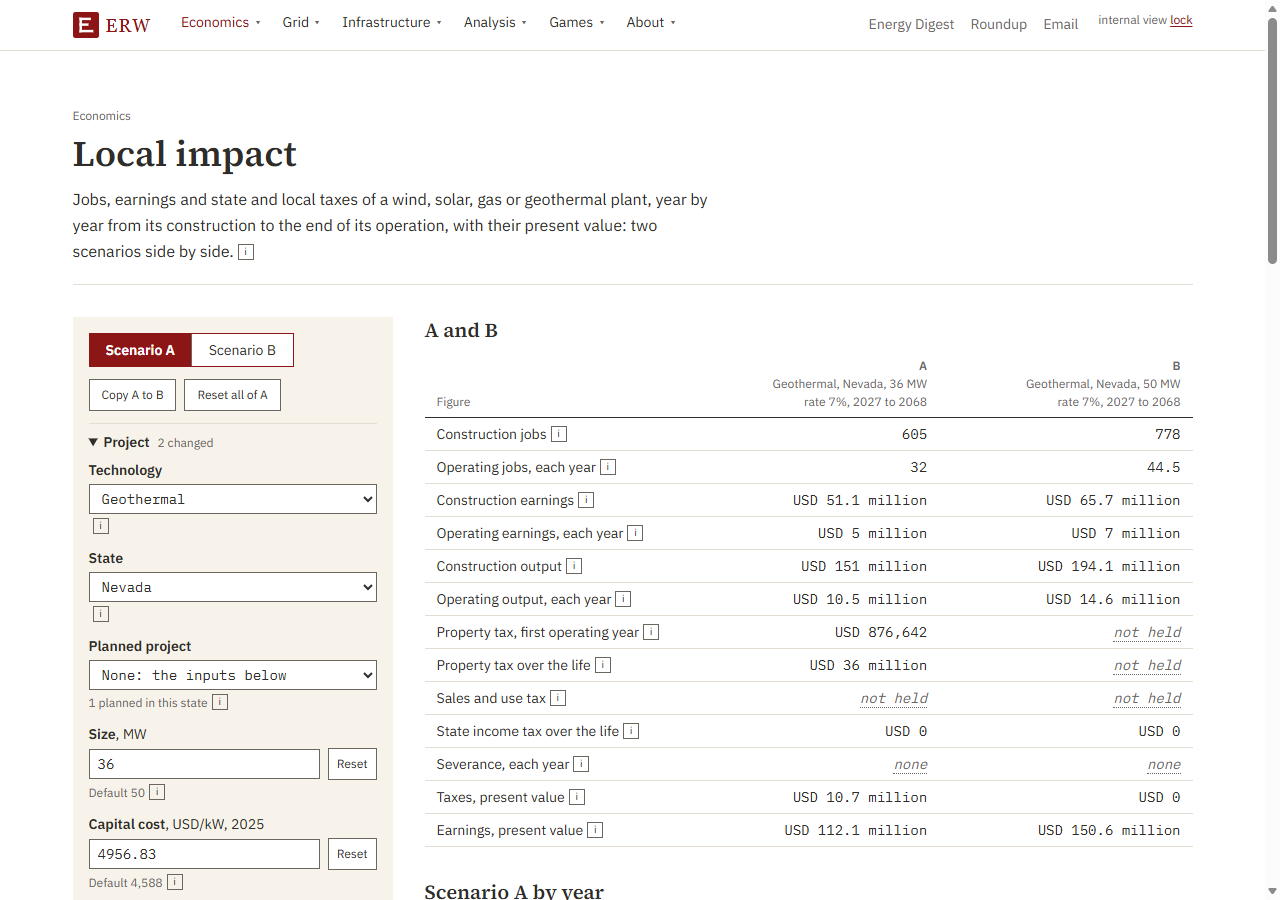 E ERW Economics ▾ Grid ▾ Infrastructure ▾ Analysis ▾ Games ▾ About ▾ Energy Digest Roundup Email internal view lock
Economics
Local impact
Jobs, earnings and state and local taxes of a wind, solar, gas or geothermal plant, year by
year from its construction to the end of its operation, with their present value: two
scenarios side by side. i
Scenario A Scenario B
Copy A to B Reset all of A
▼ Project 2 changed
Technology
Geothermal
i
State
Nevada
i
Planned project
None: the inputs below
1 planned in this state i
Size, MW
36 Reset
Default 50 i
Capital cost, USD/kW, 2025
4956.83 Reset
Default 4,588 i
A and B
A B
Geothermal, Nevada, 36 MW Geothermal, Nevada, 50 MW
Figure rate 7%, 2027 to 2068 rate 7%, 2027 to 2068
Construction jobs i 605 778
Operating jobs, each year i 32 44.5
Construction earnings i USD 51.1 million USD 65.7 million
Operating earnings, each year i USD 5 million USD 7 million
Construction output i USD 151 million USD 194.1 million
Operating output, each year i USD 10.5 million USD 14.6 million
Property tax, first operating year i USD 876,642 not held
Property tax over the life i USD 36 million not held
Sales and use tax i not held not held
State income tax over the life i USD 0 USD 0
Severance, each year i none none
Taxes, present value i USD 10.7 million USD 0
Earnings, present value i USD 112.1 million USD 150.6 million
Scenario A by year